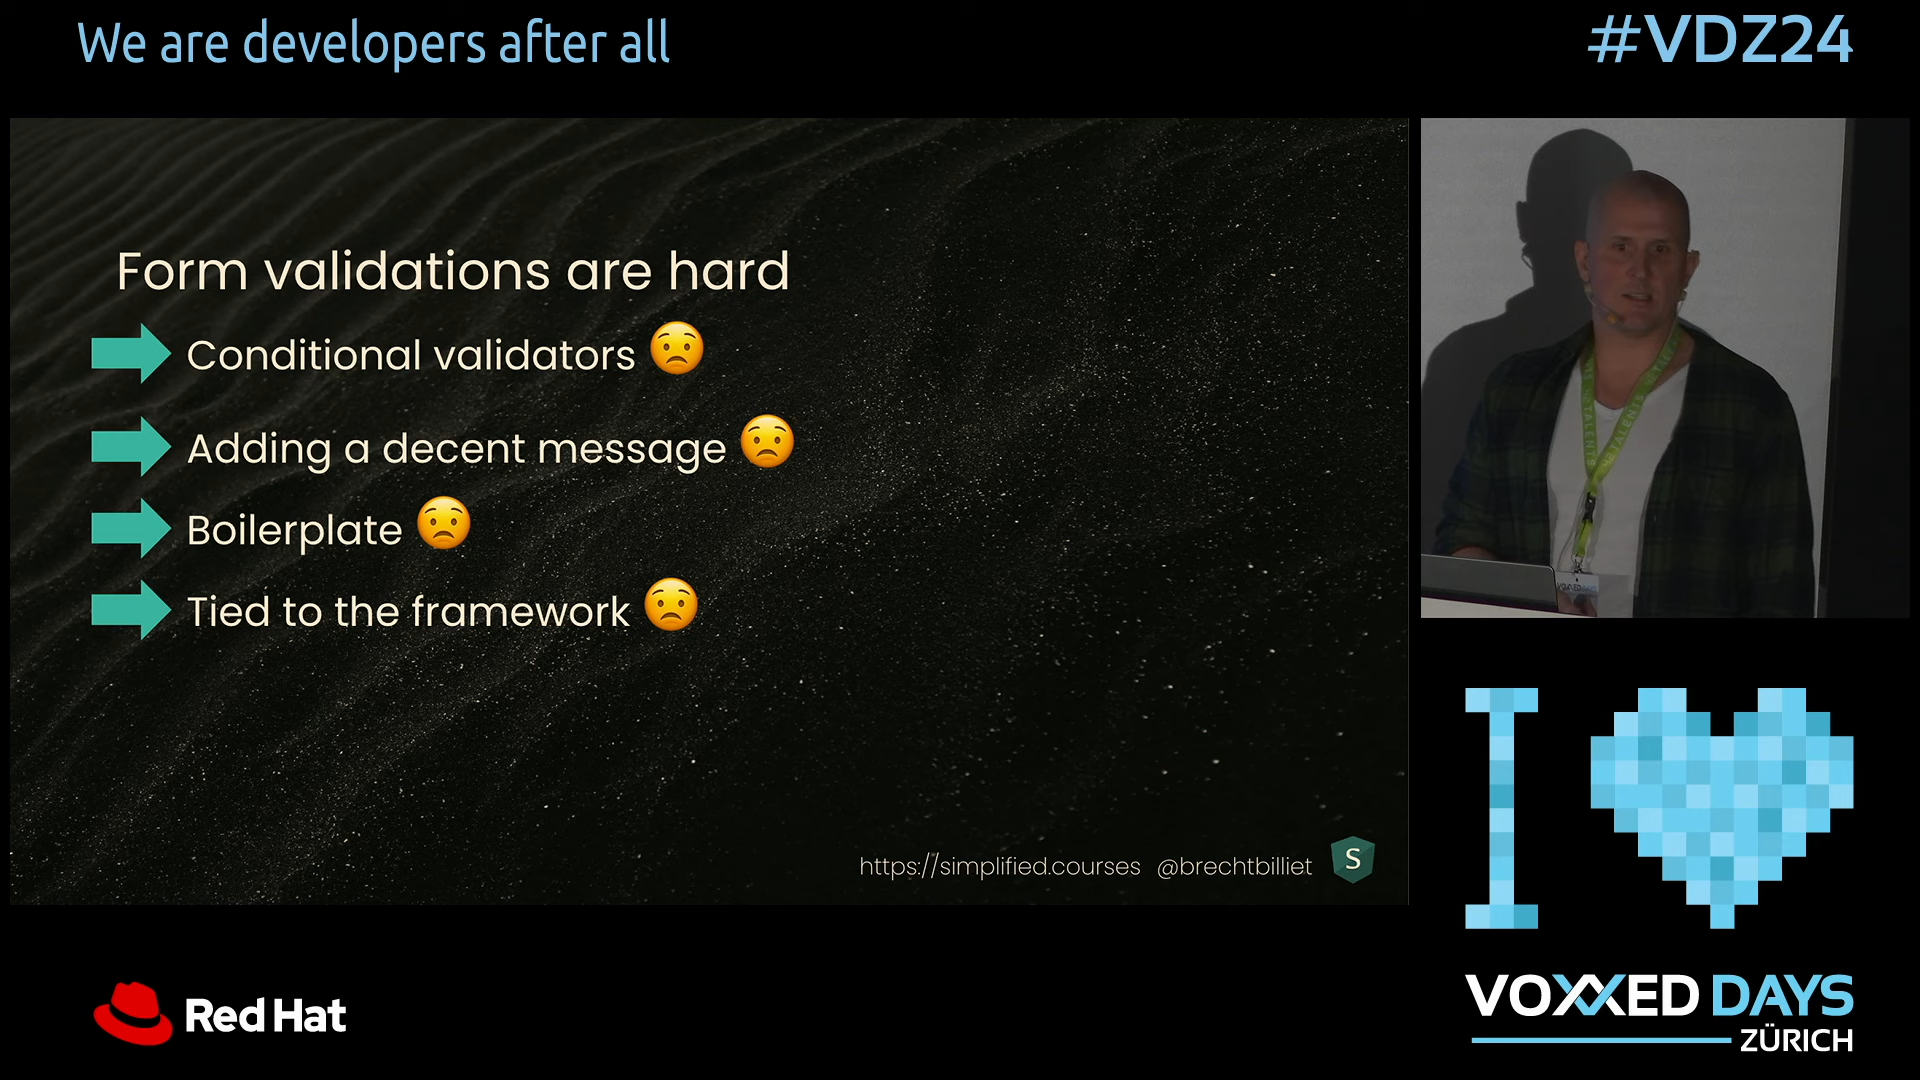 We are developers after all
#VDZ24
Form validations are hard
Conditional validators
Adding a decent message
Boilerplate
Tied to the framework
https://simplified.courses @brechtbilliet
S
I
Red Hat
VOXXED DAYS
ZÜRICH